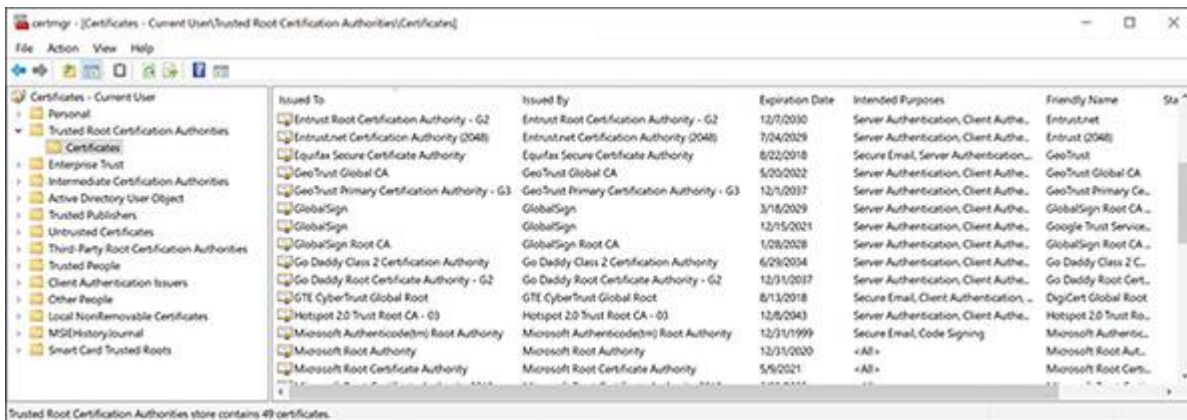 certmgr - [Certificates - Current User\Trusted Root Certification Authorities\Certificates]
File Action View Help
Certificates - Current User
Personal
Trusted Root Certification Authorities
Certificates
Enterprise Trust
Intermediate Certification Authorities
Active Directory User Object
Trusted Publishers
Untrusted Certificates
Third-Party Root Certification Authorities
Trusted People
Client Authentication Issuers
Other People
Local NonRemovable Certificates
MSIEHistoryJournal
Smart Card Trusted Roots
Issued To Issued By Expiration Date Intended Purposes Friendly Name Sta
Entrust Root Certification Authority - G2 Entrust Root Certification Authority - G2 12/7/2030 Server Authentication, Client Authe... Entrust.net
Entrust.net Certification Authority (2048) Entrust.net Certification Authority (2048) 7/24/2029 Server Authentication, Client Authe... Entrust (2048)
Equifax Secure Certificate Authority Equifax Secure Certificate Authority 8/22/2018 Secure Email, Server Authentication... GeoTrust
GeoTrust Global CA GeoTrust Global CA 5/20/2022 Server Authentication, Client Authe... GeoTrust Global CA
GeoTrust Primary Certification Authority - G3 GeoTrust Primary Certification Authority - G3 12/1/2037 Server Authentication, Client Authe... GeoTrust Primary Ce...
GlobalSign GlobalSign 3/18/2029 Server Authentication, Client Authe... GlobalSign Root CA...
GlobalSign GlobalSign 12/15/2021 Server Authentication, Client Authe... Google Trust Service...
GlobalSign Root CA GlobalSign Root CA 1/28/2028 Server Authentication, Client Authe... GlobalSign Root CA...
Go Daddy Class 2 Certification Authority Go Daddy Class 2 Certification Authority 6/29/2034 Server Authentication, Client Authe... Go Daddy Class 2 C...
Go Daddy Root Certificate Authority - G2 Go Daddy Root Certificate Authority - G2 12/31/2037 Server Authentication, Client Authe... Go Daddy Root Cert...
GTE CyberTrust Global Root GTE CyberTrust Global Root 8/13/2018 Secure Email, Client Authentication, ... DigiCert Global Root
Hotspot 2.0 Trust Root CA - 03 Hotspot 2.0 Trust Root CA - 03 12/8/2043 Server Authentication, Client Authe... Hotspot 2.0 Trust Ro...
Microsoft Authenticode(tm) Root Authority Microsoft Authenticode(tm) Root Authority 12/31/1999 Secure Email, Code Signing Microsoft Authentic...
Microsoft Root Authority Microsoft Root Authority 12/31/2020 <All> Microsoft Root Aut...
Microsoft Root Certificate Authority Microsoft Root Certificate Authority 5/9/2021 <All> Microsoft Root Certi...
Trusted Root Certification Authorities store contains 49 certificates.